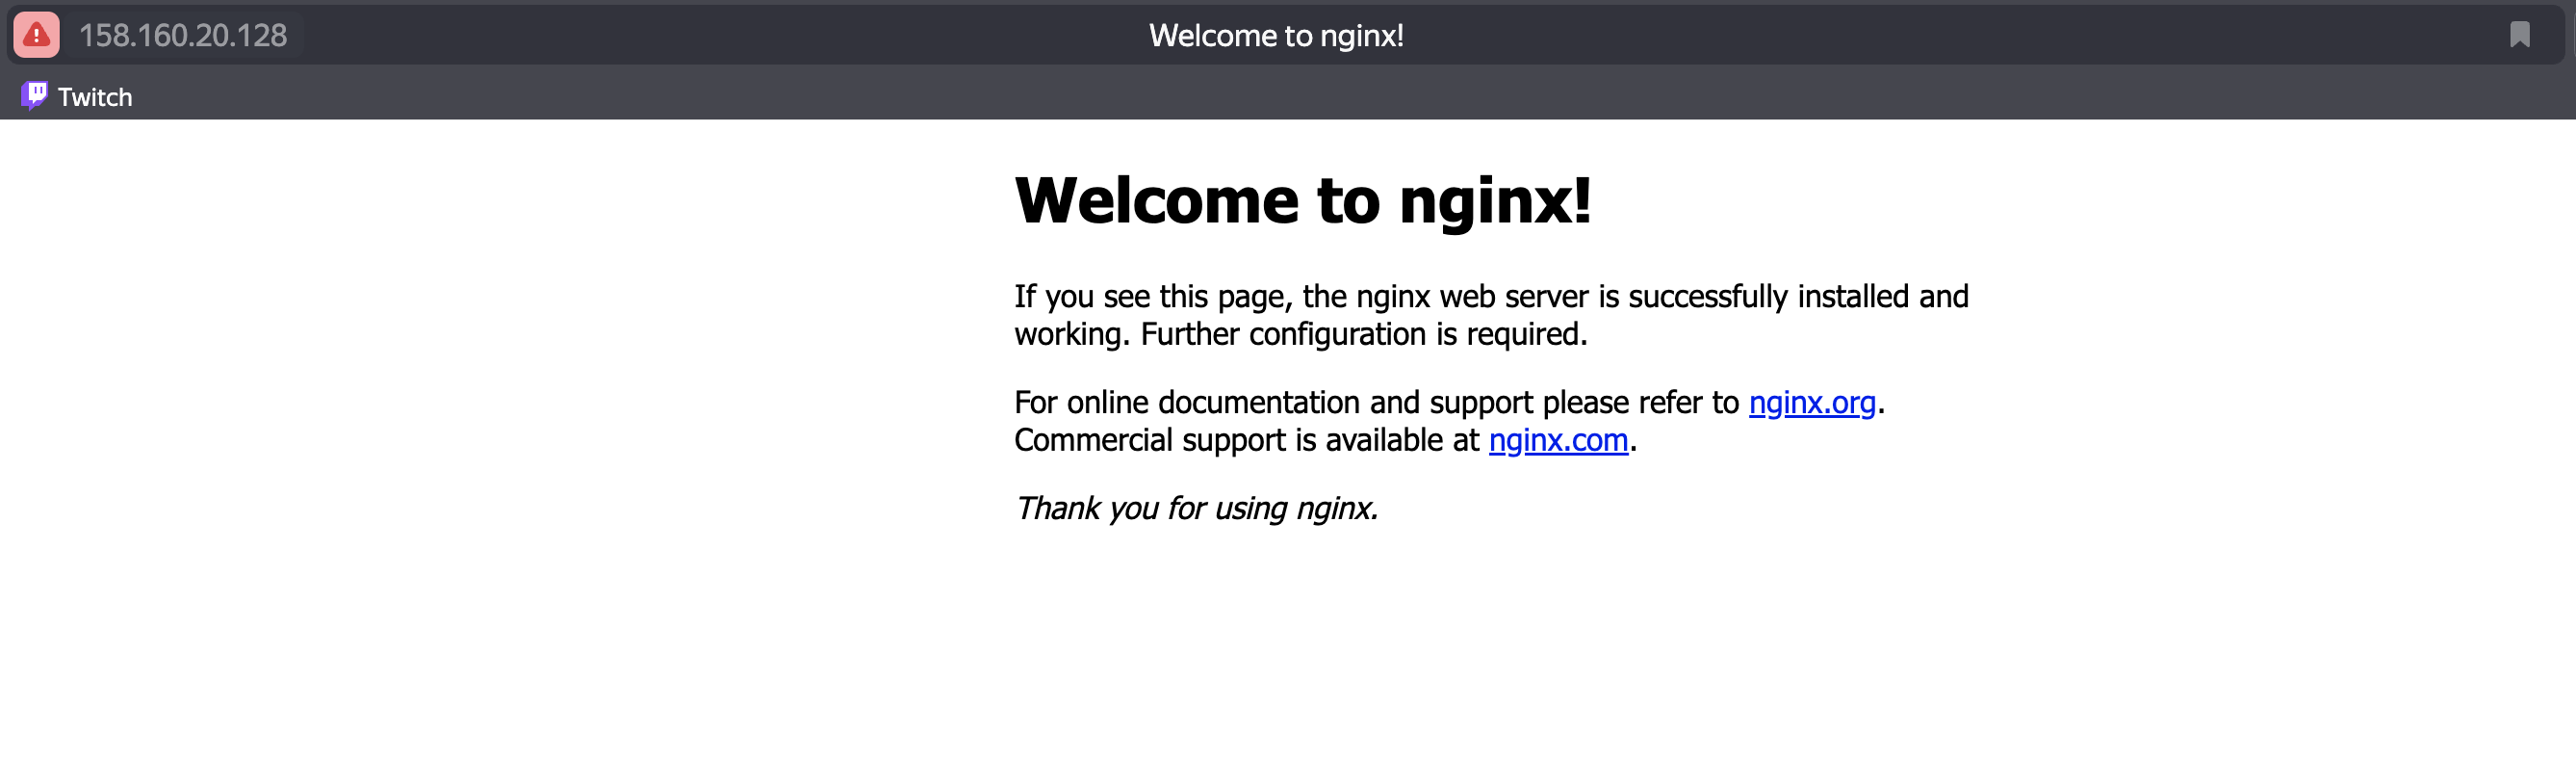 158.160.20.128 Welcome to nginx!
Twitch
Welcome to nginx!
If you see this page, the nginx web server is successfully installed and
working. Further configuration is required.
For online documentation and support please refer to nginx.org.
Commercial support is available at nginx.com.
Thank you for using nginx.